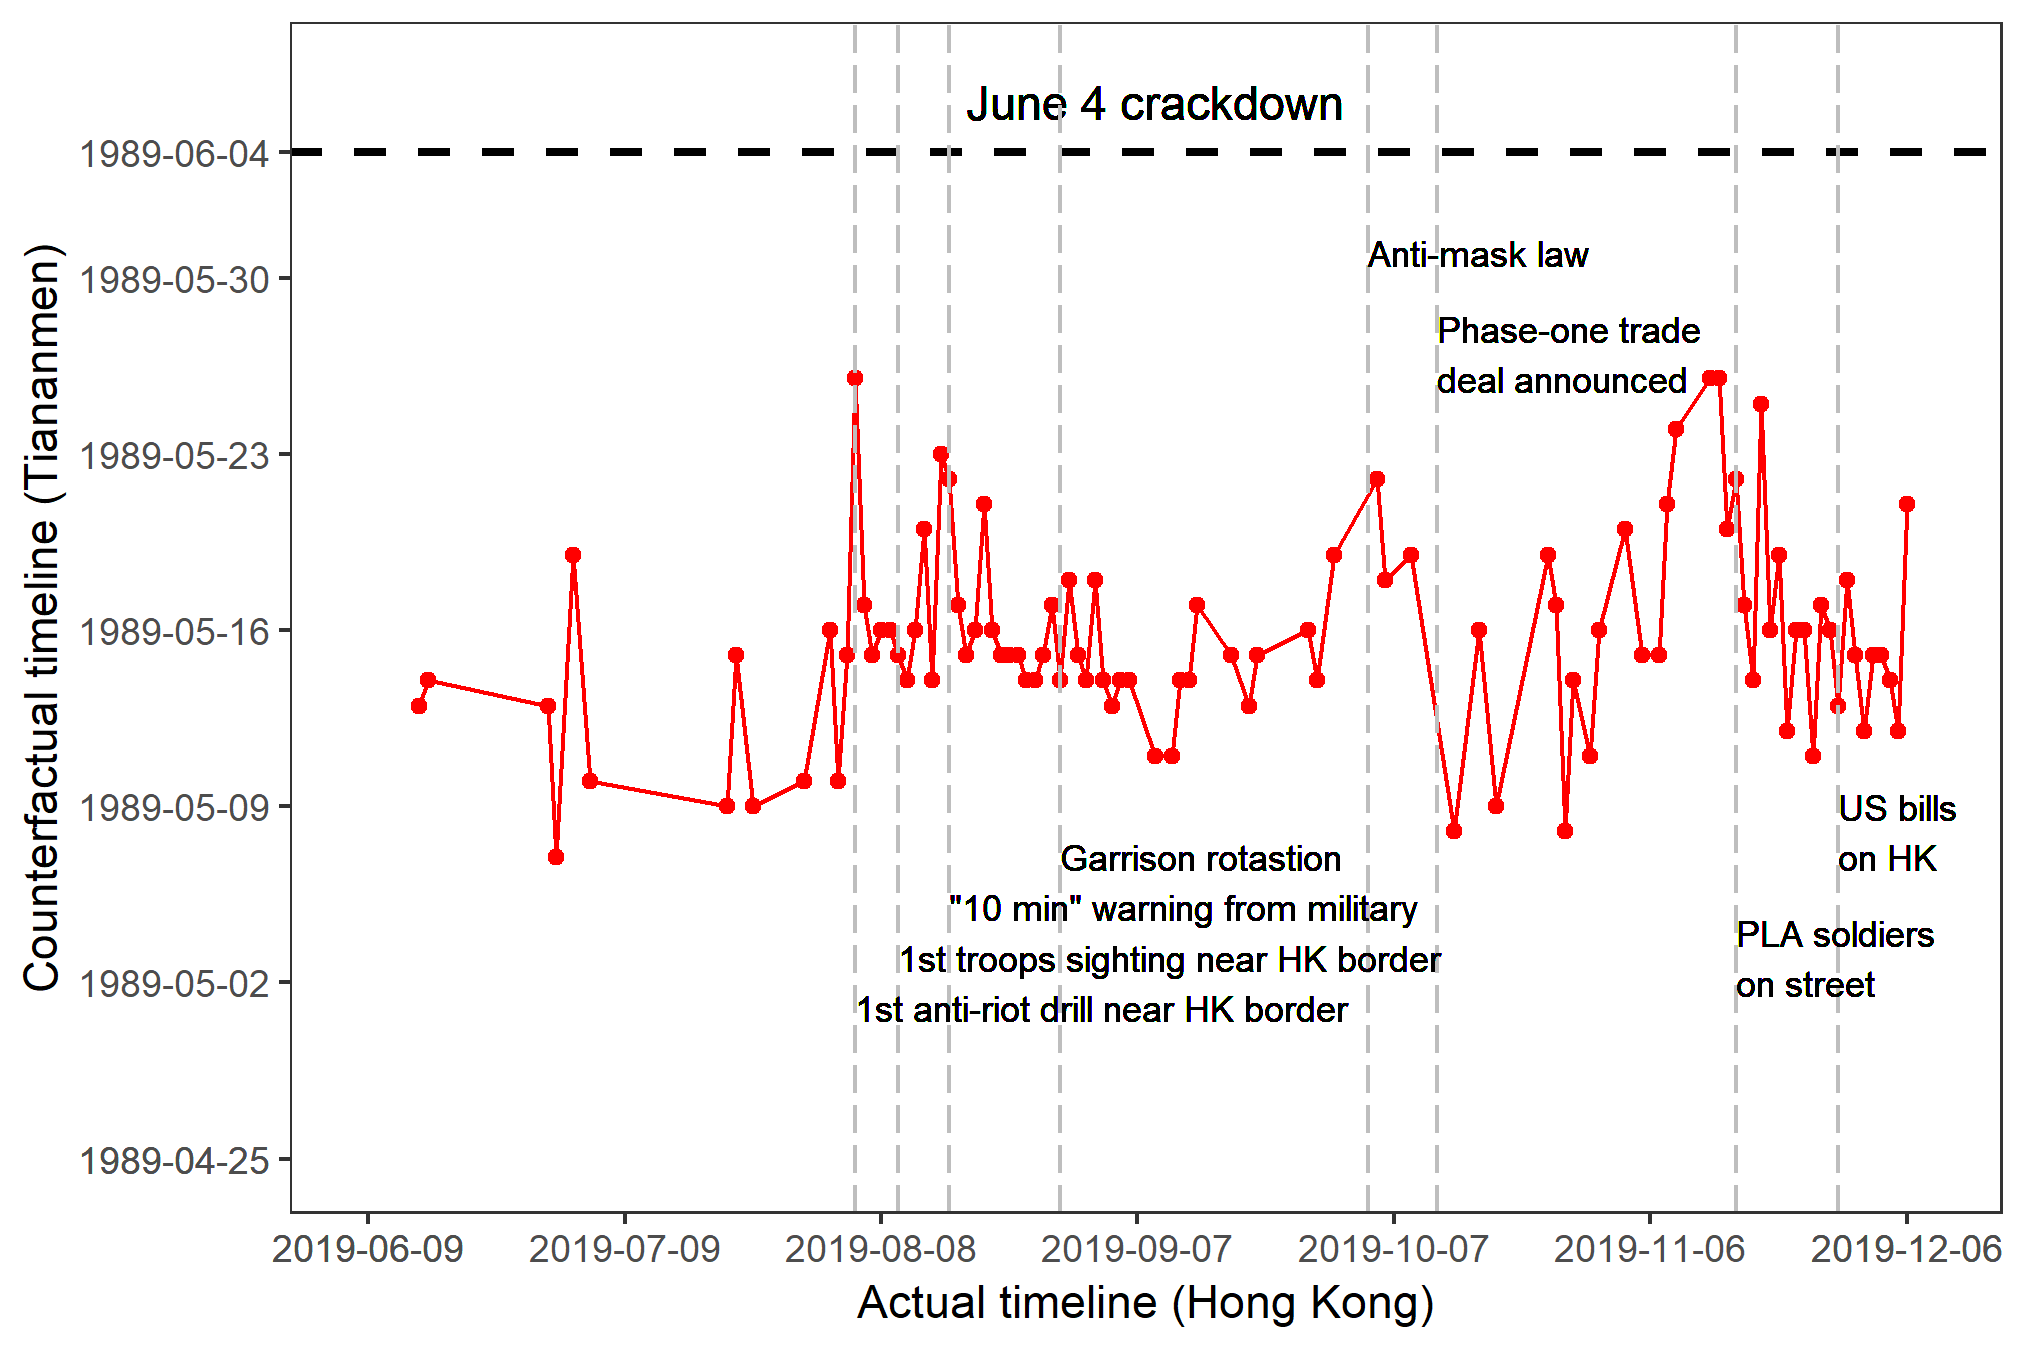 June 4 crackdown
1989-06-04
1989-05-30
1989-05-23
1989-05-16
1989-05-09
1989-05-02
1989-04-25
Counterfactual timeline (Tiananmen)
Anti-mask law
Phase-one trade
deal announced
Garrison rotastion
"10 min" warning from military
1st troops sighting near HK border
1st anti-riot drill near HK border
US bills
on HK
PLA soldiers
on street
2019-06-09
2019-07-09
2019-08-08
2019-09-07
2019-10-07
2019-11-06
2019-12-06
Actual timeline (Hong Kong)